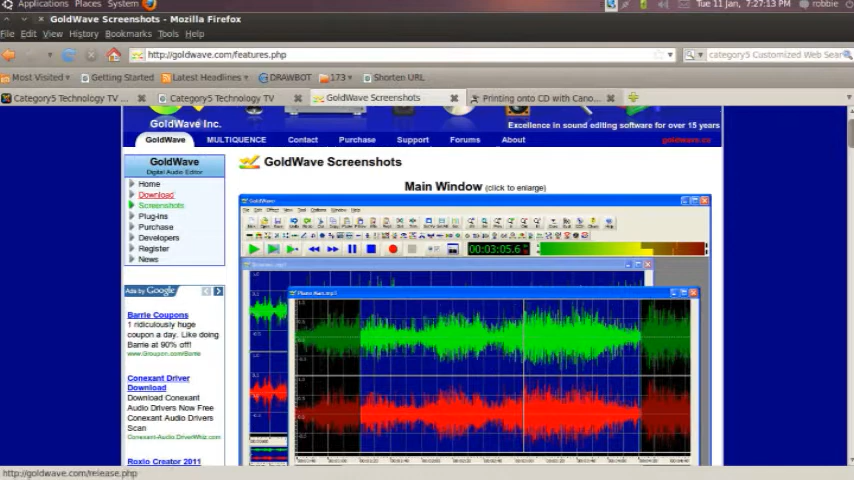 Applications Places System
Tue 11 Jan, 7:27:13 PM robbie
GoldWave Screenshots - Mozilla Firefox
File Edit View History Bookmarks Tools Help
http://goldwave.com/features.php
category5 Customized Web Sear
Most Visited Getting Started Latest Headlines DRAWBOT 173 Shorten URL
Category5 Technology TV ... Category5 Technology TV GoldWave Screenshots Printing onto CD with Cano...
GoldWave Inc.
Excellence in sound editing software for over 15 years
GoldWave MULTIQUENCE Contact Purchase Support Forums About
goldwave.ca
GoldWave
Digital Audio Editor
Home
Download
Screenshots
Plug-ins
Purchase
Developers
Register
News
GoldWave Screenshots
Main Window (click to enlarge)
GoldWave
00:03:05.6
Ads by Google
Barrie Coupons
1 ridiculously huge
coupon a day. Like doing
Barrie at 90% off!
www.Groupon.com/Barrie
Conexant Driver
Download
Download Conexant
Audio Drivers Now Free
Conexant Audio Drivers
Scan
Conexant-Audio.DriverWhiz.com
Roxio Creator 2011
http://goldwave.com/release.php